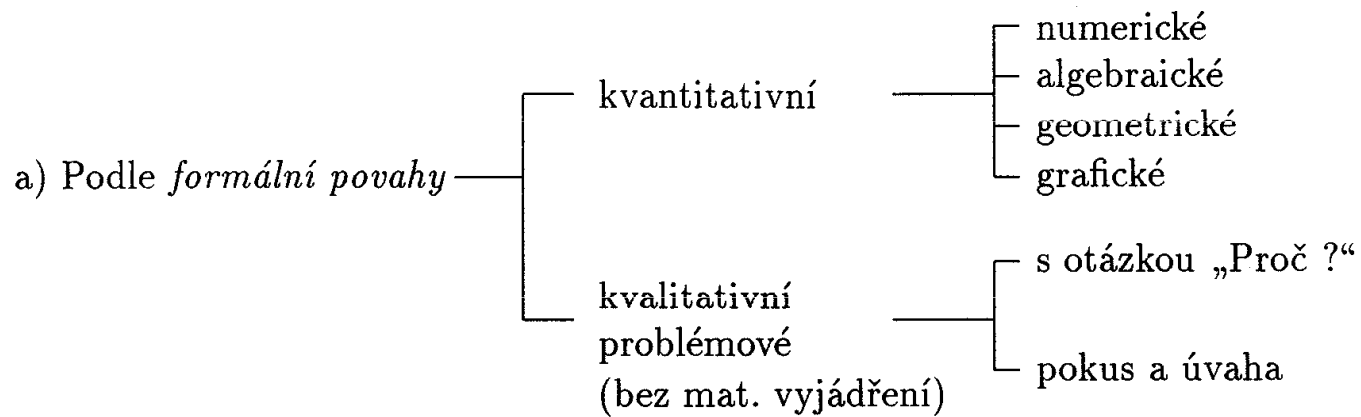 a) Podle formální povahy
kvantitativní
numerické
algebraické
geometrické
grafické
kvalitativní
problémové
(bez mat. vyjádření)
s otázkou „Proč ?“
pokus a úvaha